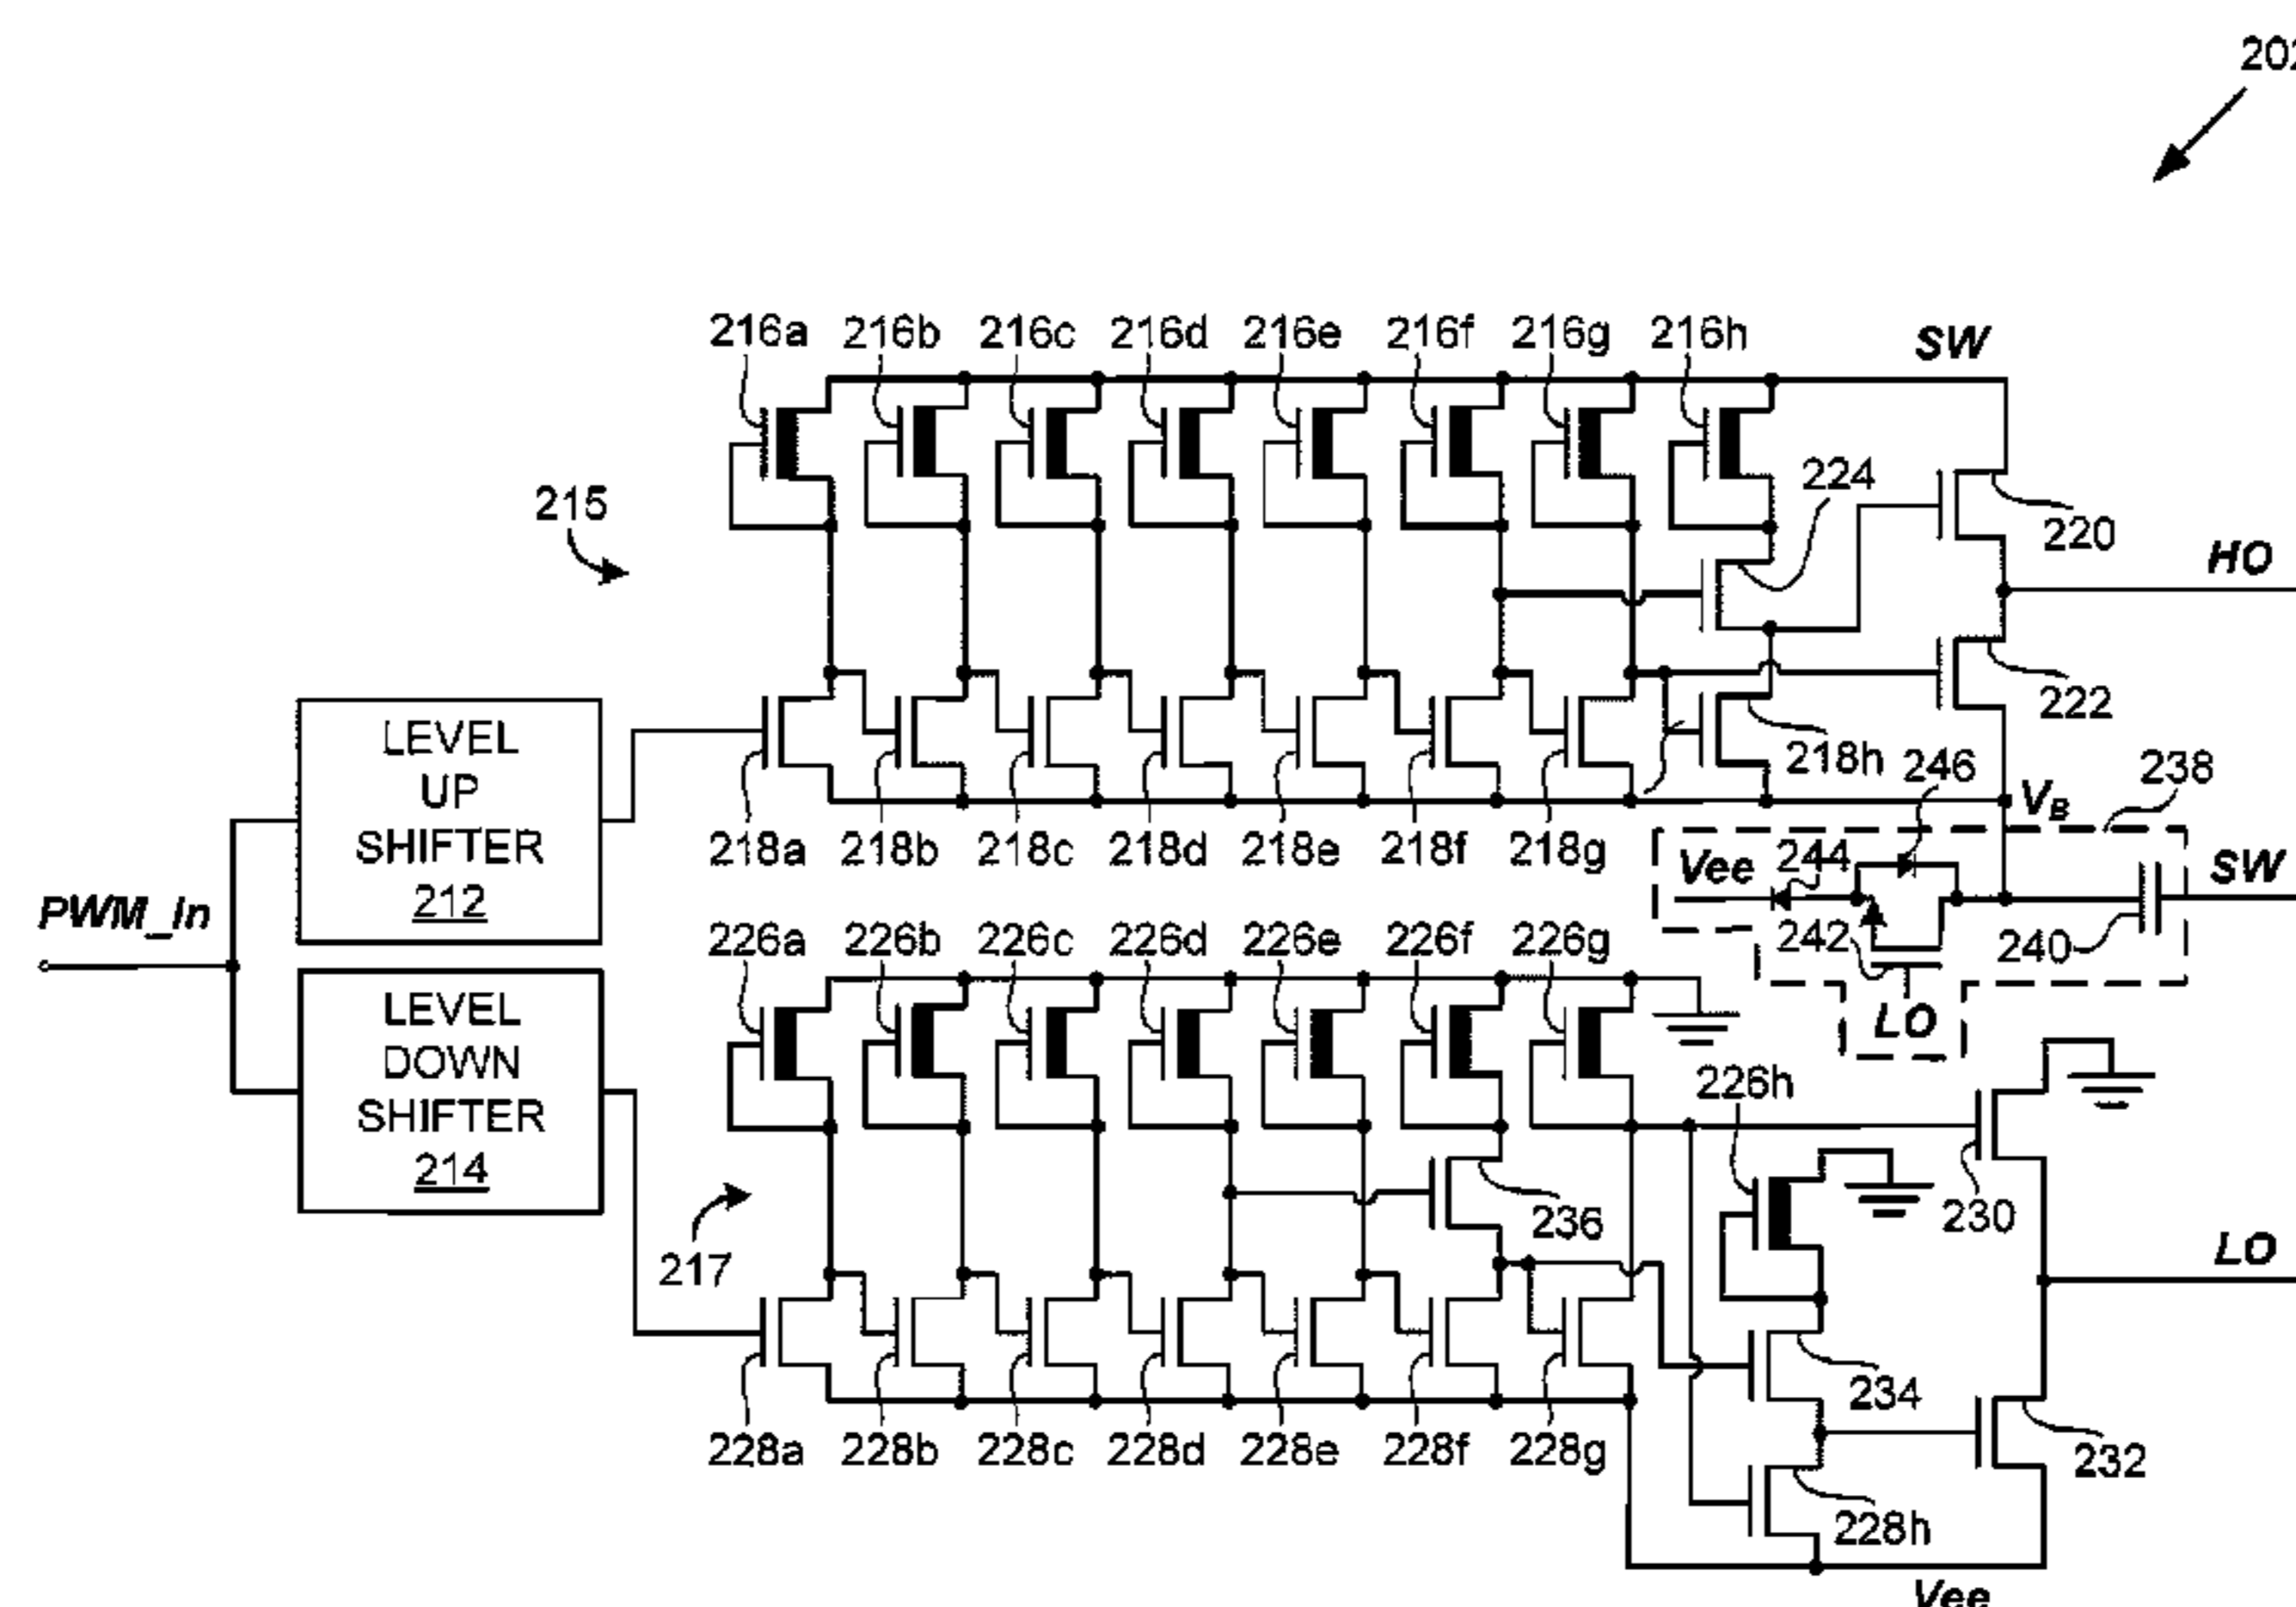 202
216a 216b 216c 216d 216e 216f 216g 216h SW
224
215
220
HO
222
LEVEL
UP
SHIFTER
212
218h 246 238
218a 218b 218c 218d 218e 218f 218g
VB
Vee 244
SW
PWM_In
226a 226b 226c 226d 226e 226f 226g
242
240
LO
LEVEL
DOWN
SHIFTER
214
226h
236
230
217
LO
234
228a 228b 228c 228d 228e 228f 228g
232
228h
Vee